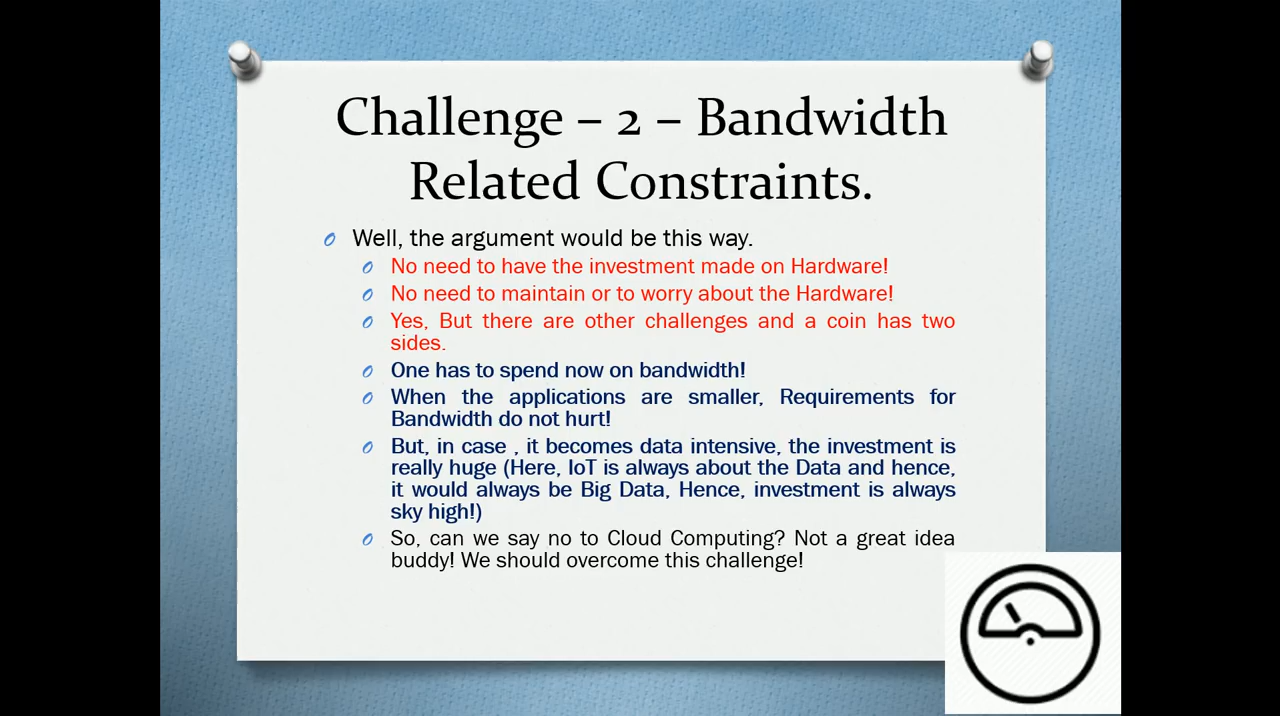 Challenge – 2 – Bandwidth
Related Constraints.
Well, the argument would be this way.
No need to have the investment made on Hardware!
No need to maintain or to worry about the Hardware!
Yes, But there are other challenges and a coin has two
sides.
One has to spend now on bandwidth!
When the applications are smaller, Requirements for
Bandwidth do not hurt!
But, in case , it becomes data intensive, the investment is
really huge (Here, IoT is always about the Data and hence,
it would always be Big Data, Hence, investment is always
sky high!)
So, can we say no to Cloud Computing? Not a great idea
buddy! We should overcome this challenge!